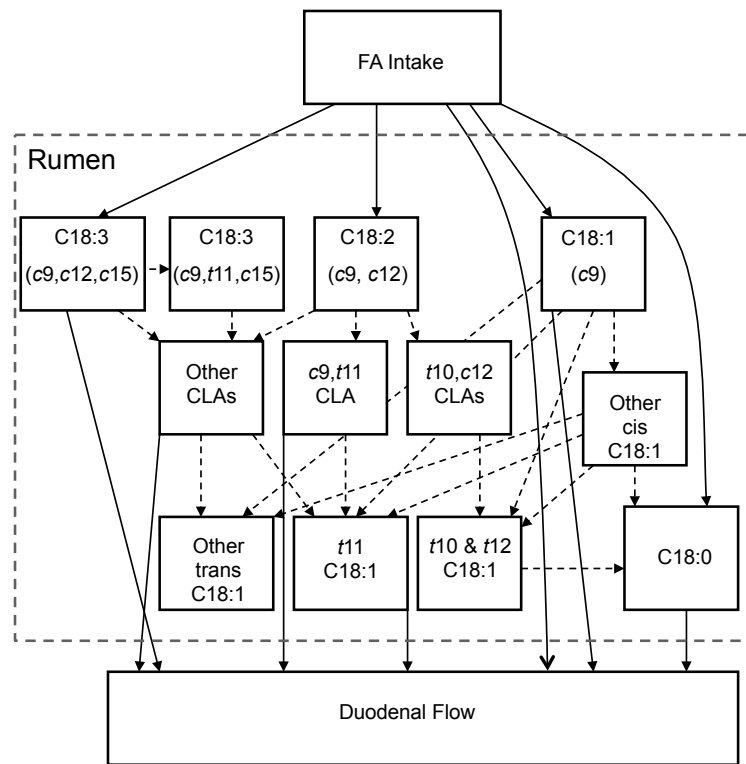 FA Intake
Rumen
C18:3
(c9,c12,c15)
C18:3
(c9,t11,c15)
C18:2
(c9, c12)
C18:1
(c9)
Other
CLAs
c9,t11
CLA
t10,c12
CLAs
Other
cis
C18:1
Other
trans
C18:1
t11
C18:1
t10 & t12
C18:1
C18:0
Duodenal Flow